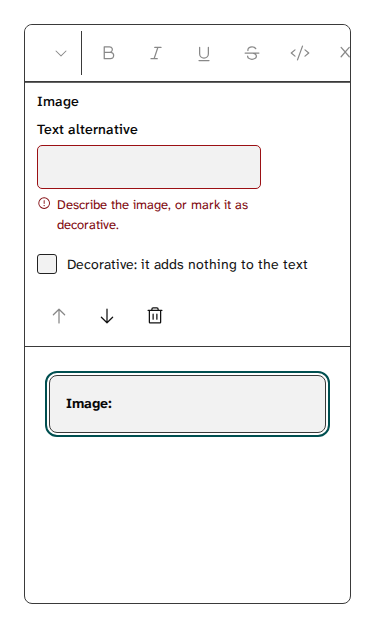 B I U S </> X
Image
Text alternative
Describe the image, or mark it as
decorative.
Decorative: it adds nothing to the text
Image: